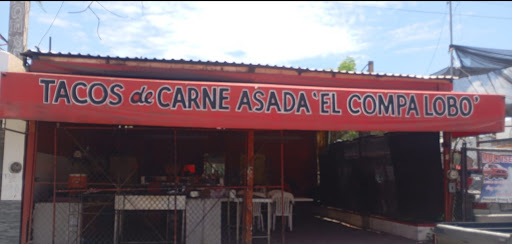 TACOS de CARNE ASADA 'EL COMPA LOBO'